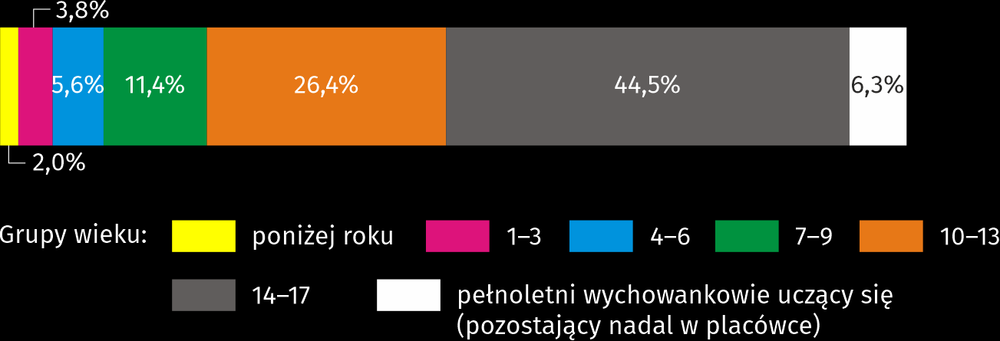 3,8%
5,6% 11,4% 26,4% 44,5% 6,3%
2,0%
Grupy wieku: poniżej roku 1–3 4–6 7–9 10–13
14–17 pełnoletni wychowankowie uczący się
(pozostający nadal w placówce)